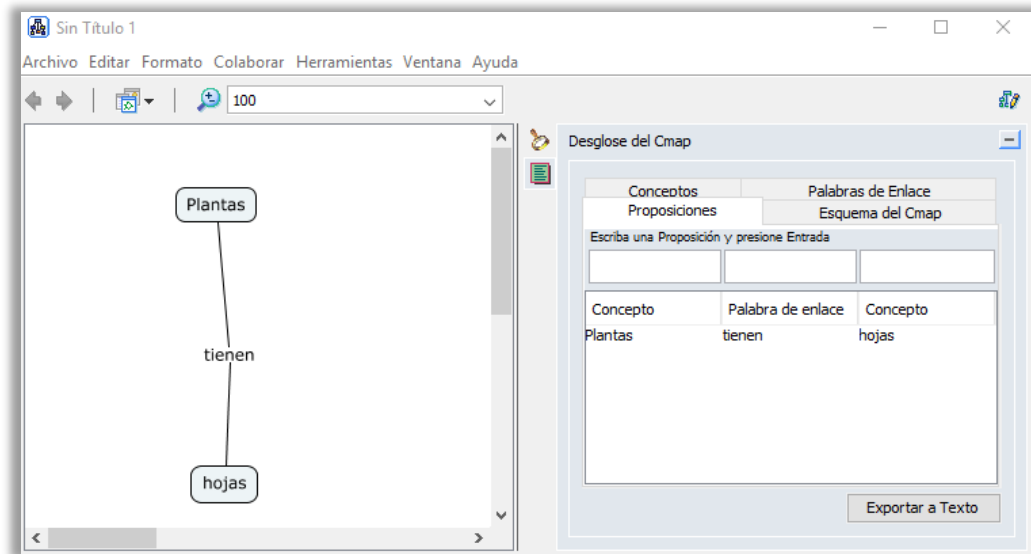 Sin Título 1
Archivo Editar Formato Colaborar Herramientas Ventana Ayuda
100
Plantas
tienen
hojas
Desglose del Cmap
Conceptos Palabras de Enlace
Proposiciones Esquema del Cmap
Escriba una Proposición y presione Entrada
Concepto Palabra de enlace Concepto
Plantas tienen hojas
Exportar a Texto